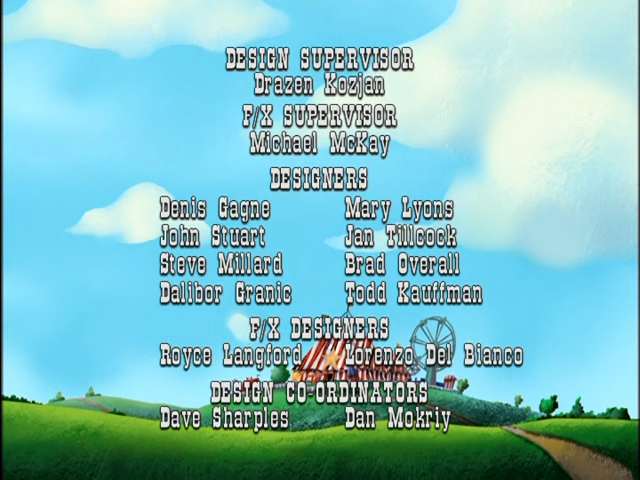 DESIGN SUPERVISOR
Drazen Kozjan
F/X SUPERVISOR
Michael McKay
DESIGNERS
Denis Gagne Mary Lyons
John Stuart Jan Tillcock
Steve Millard Brad Overall
Dalibor Granic Todd Kauffman
F/X DESIGNERS
Royce Langford Lorenzo Del Bianco
DESIGN CO-ORDINATORS
Dave Sharples Dan Mokriy